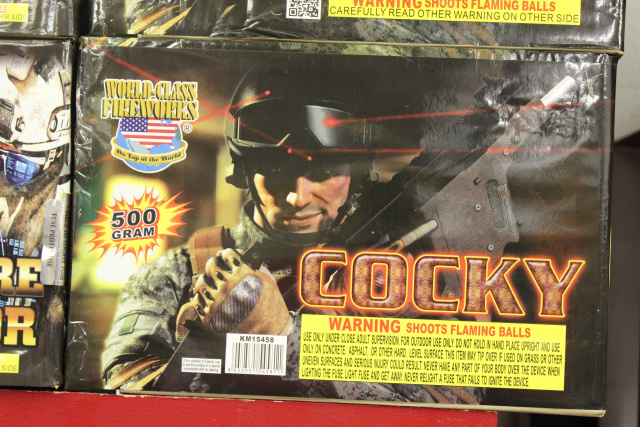 WARNING SHOOTS FLAMING BALLS
CAREFULLY READ OTHER WARNING ON OTHER SIDE
WORLD-CLASS
FIREWORKS
®
On Top of the World
500
GRAM
COCKY
WARNING SHOOTS FLAMING BALLS
USE ONLY UNDER CLOSE ADULT SUPERVISION FOR OUTDOOR USE ONLY DO NOT HOLD IN HAND. PLACE UPRIGHT AND USE
ONLY ON CONCRETE. ASPHALT. OR OTHER HARD. LEVEL SURFACE THIS ITEM MAY TIP OVER IF USED ON GRASS OR OTHER
UNEVEN SURFACES AND SERIOUS INJURY COULD RESULT NEVER HAVE ANY PART OF YOUR BODY OVER THE DEVICE WHEN
LIGHTING THE FUSE LIGHT FUSE AND GET AWAY NEVER RELIGHT A FUSE THAT FAILS TO IGNITE THE DEVICE
KM15458
RE
OR
SIDE